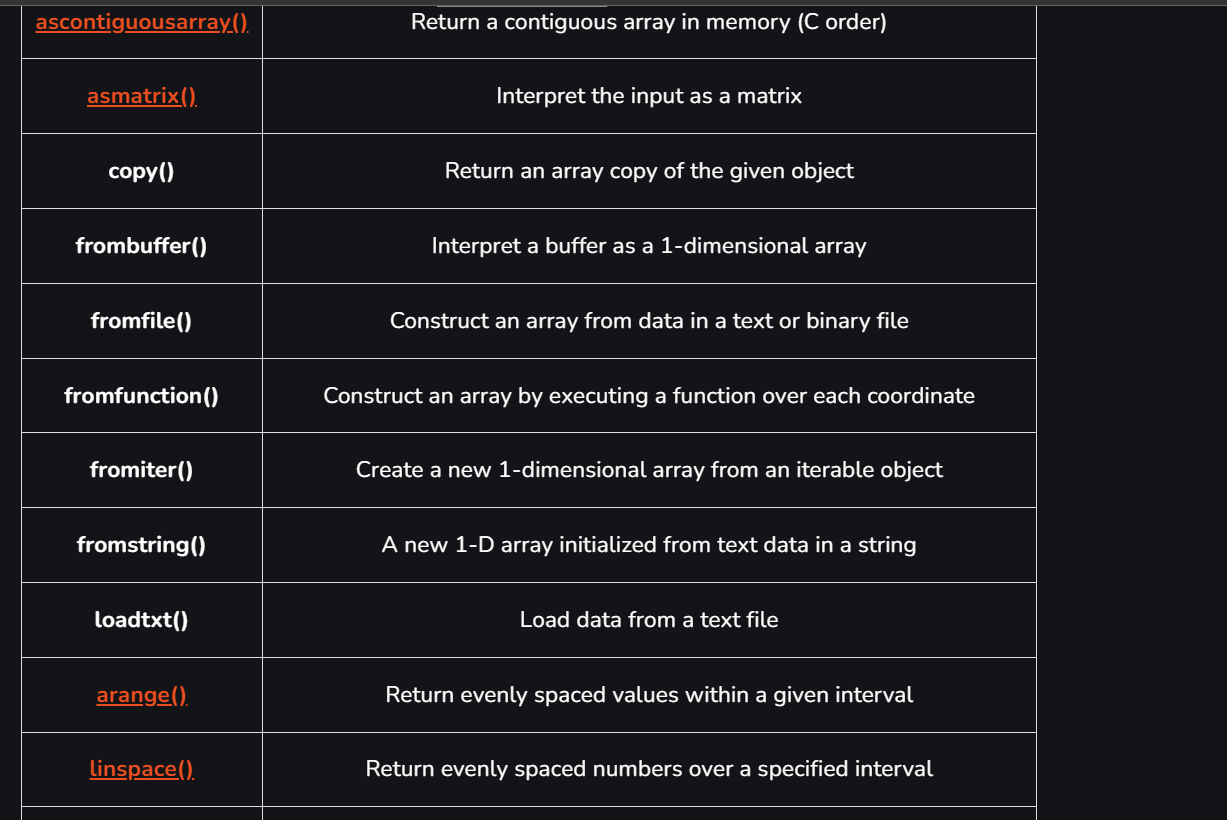 ascontiguousarray() Return a contiguous array in memory (C order)
asmatrix() Interpret the input as a matrix
copy() Return an array copy of the given object
frombuffer() Interpret a buffer as a 1-dimensional array
fromfile() Construct an array from data in a text or binary file
fromfunction() Construct an array by executing a function over each coordinate
fromiter() Create a new 1-dimensional array from an iterable object
fromstring() A new 1-D array initialized from text data in a string
loadtxt() Load data from a text file
arange() Return evenly spaced values within a given interval
linspace() Return evenly spaced numbers over a specified interval